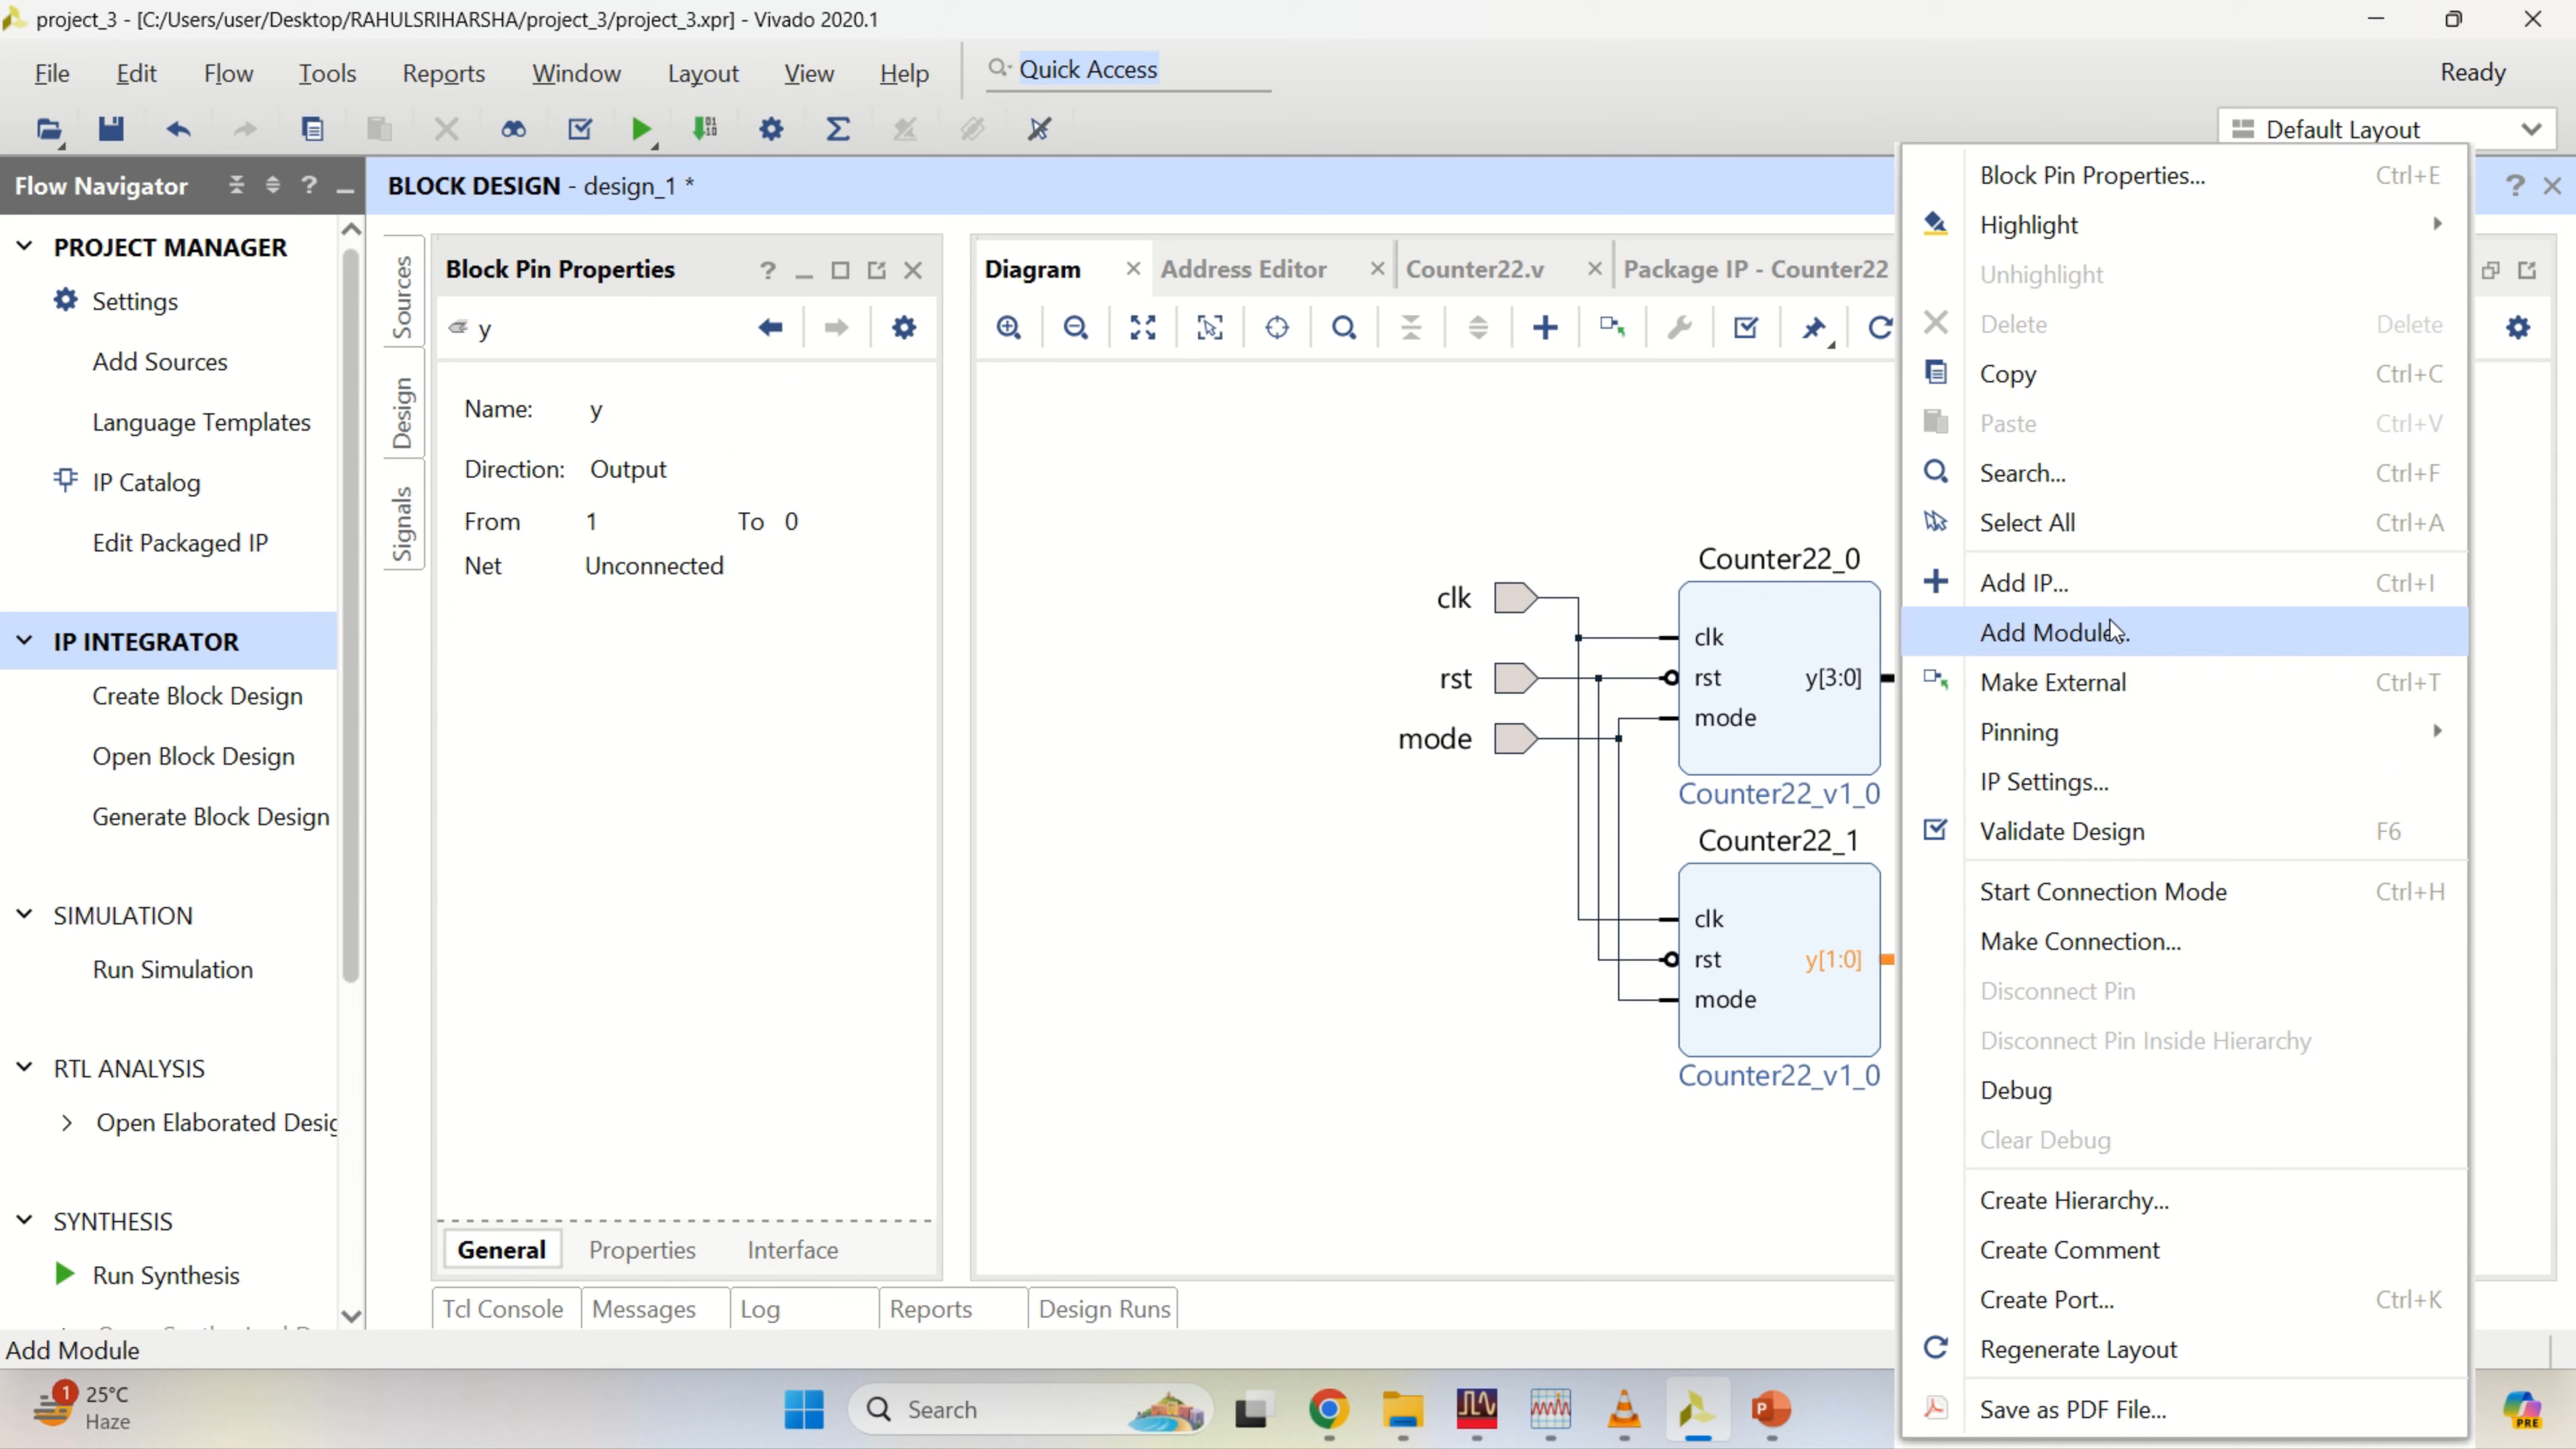 project_3 - [C:/Users/user/Desktop/RAHULSRIHARSHA/project_3/project_3.xpr] - Vivado 2020.1
File Edit Flow Tools Reports Window Layout View Help Quick Access Ready
Default Layout
Flow Navigator ?
PROJECT MANAGER
Settings
Add Sources
Language Templates
IP Catalog
Edit Packaged IP
IP INTEGRATOR
Create Block Design
Open Block Design
Generate Block Design
SIMULATION
Run Simulation
RTL ANALYSIS
Open Elaborated Desig
SYNTHESIS
Run Synthesis
Add Module
BLOCK DESIGN - design_1 *
Sources
Design
Signals
Block Pin Properties ?
y
Name: y
Direction: Output
From 1 To 0
Net Unconnected
General Properties Interface
Tcl Console Messages Log Reports Design Runs
Diagram Address Editor Counter22.v Package IP - Counter22
clk
rst
mode
Counter22_0
clk
rst y[3:0]
mode
Counter22_v1_0
Counter22_1
clk
rst y[1:0]
mode
Counter22_v1_0
Block Pin Properties... Ctrl+E
Highlight
Unhighlight
Delete Delete
Copy Ctrl+C
Paste Ctrl+V
Search... Ctrl+F
Select All Ctrl+A
Add IP... Ctrl+I
Add Module...
Make External Ctrl+T
Pinning
IP Settings...
Validate Design F6
Start Connection Mode Ctrl+H
Make Connection...
Disconnect Pin
Disconnect Pin Inside Hierarchy
Debug
Clear Debug
Create Hierarchy...
Create Comment
Create Port... Ctrl+K
Regenerate Layout
Save as PDF File...
?
1 25°C
Haze
Search
PRE